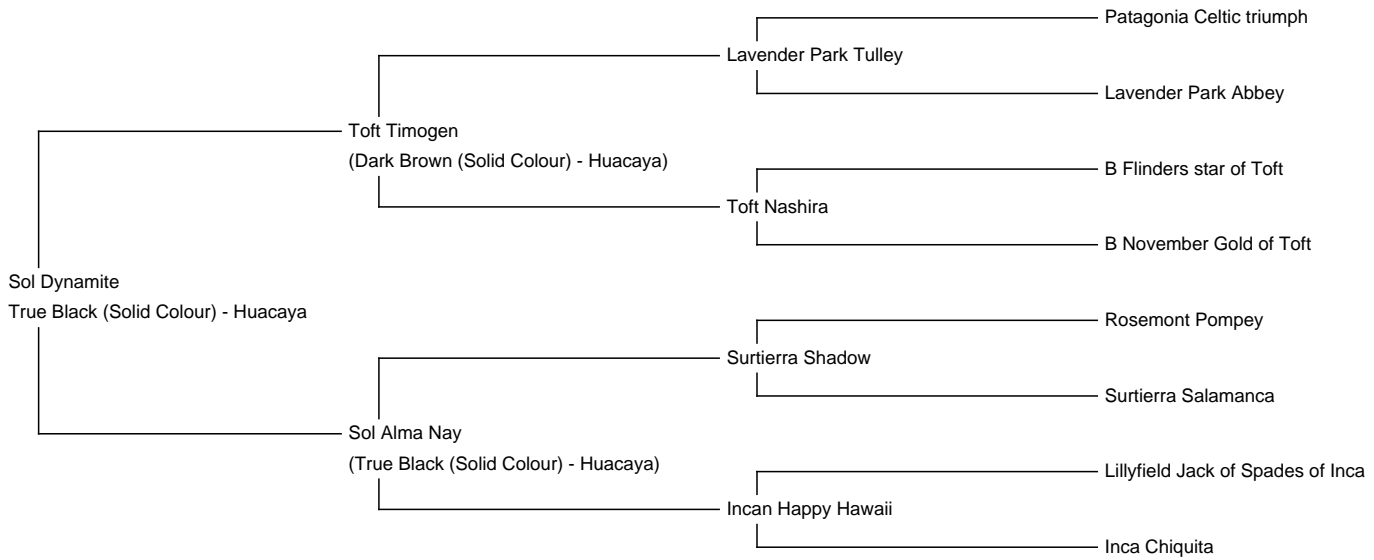 Patagonia Celtic triumph
Lavender Park Tulley
Lavender Park Abbey
Toft Timogen
(Dark Brown (Solid Colour) - Huacaya)
B Flinders star of Toft
Toft Nashira
B November Gold of Toft
Sol Dynamite
True Black (Solid Colour) - Huacaya
Rosemont Pompey
Surtierra Shadow
Surtierra Salamanca
Sol Alma Nay
(True Black (Solid Colour) - Huacaya)
Lillyfield Jack of Spades of Inca
Incan Happy Hawaii
Inca Chiquita